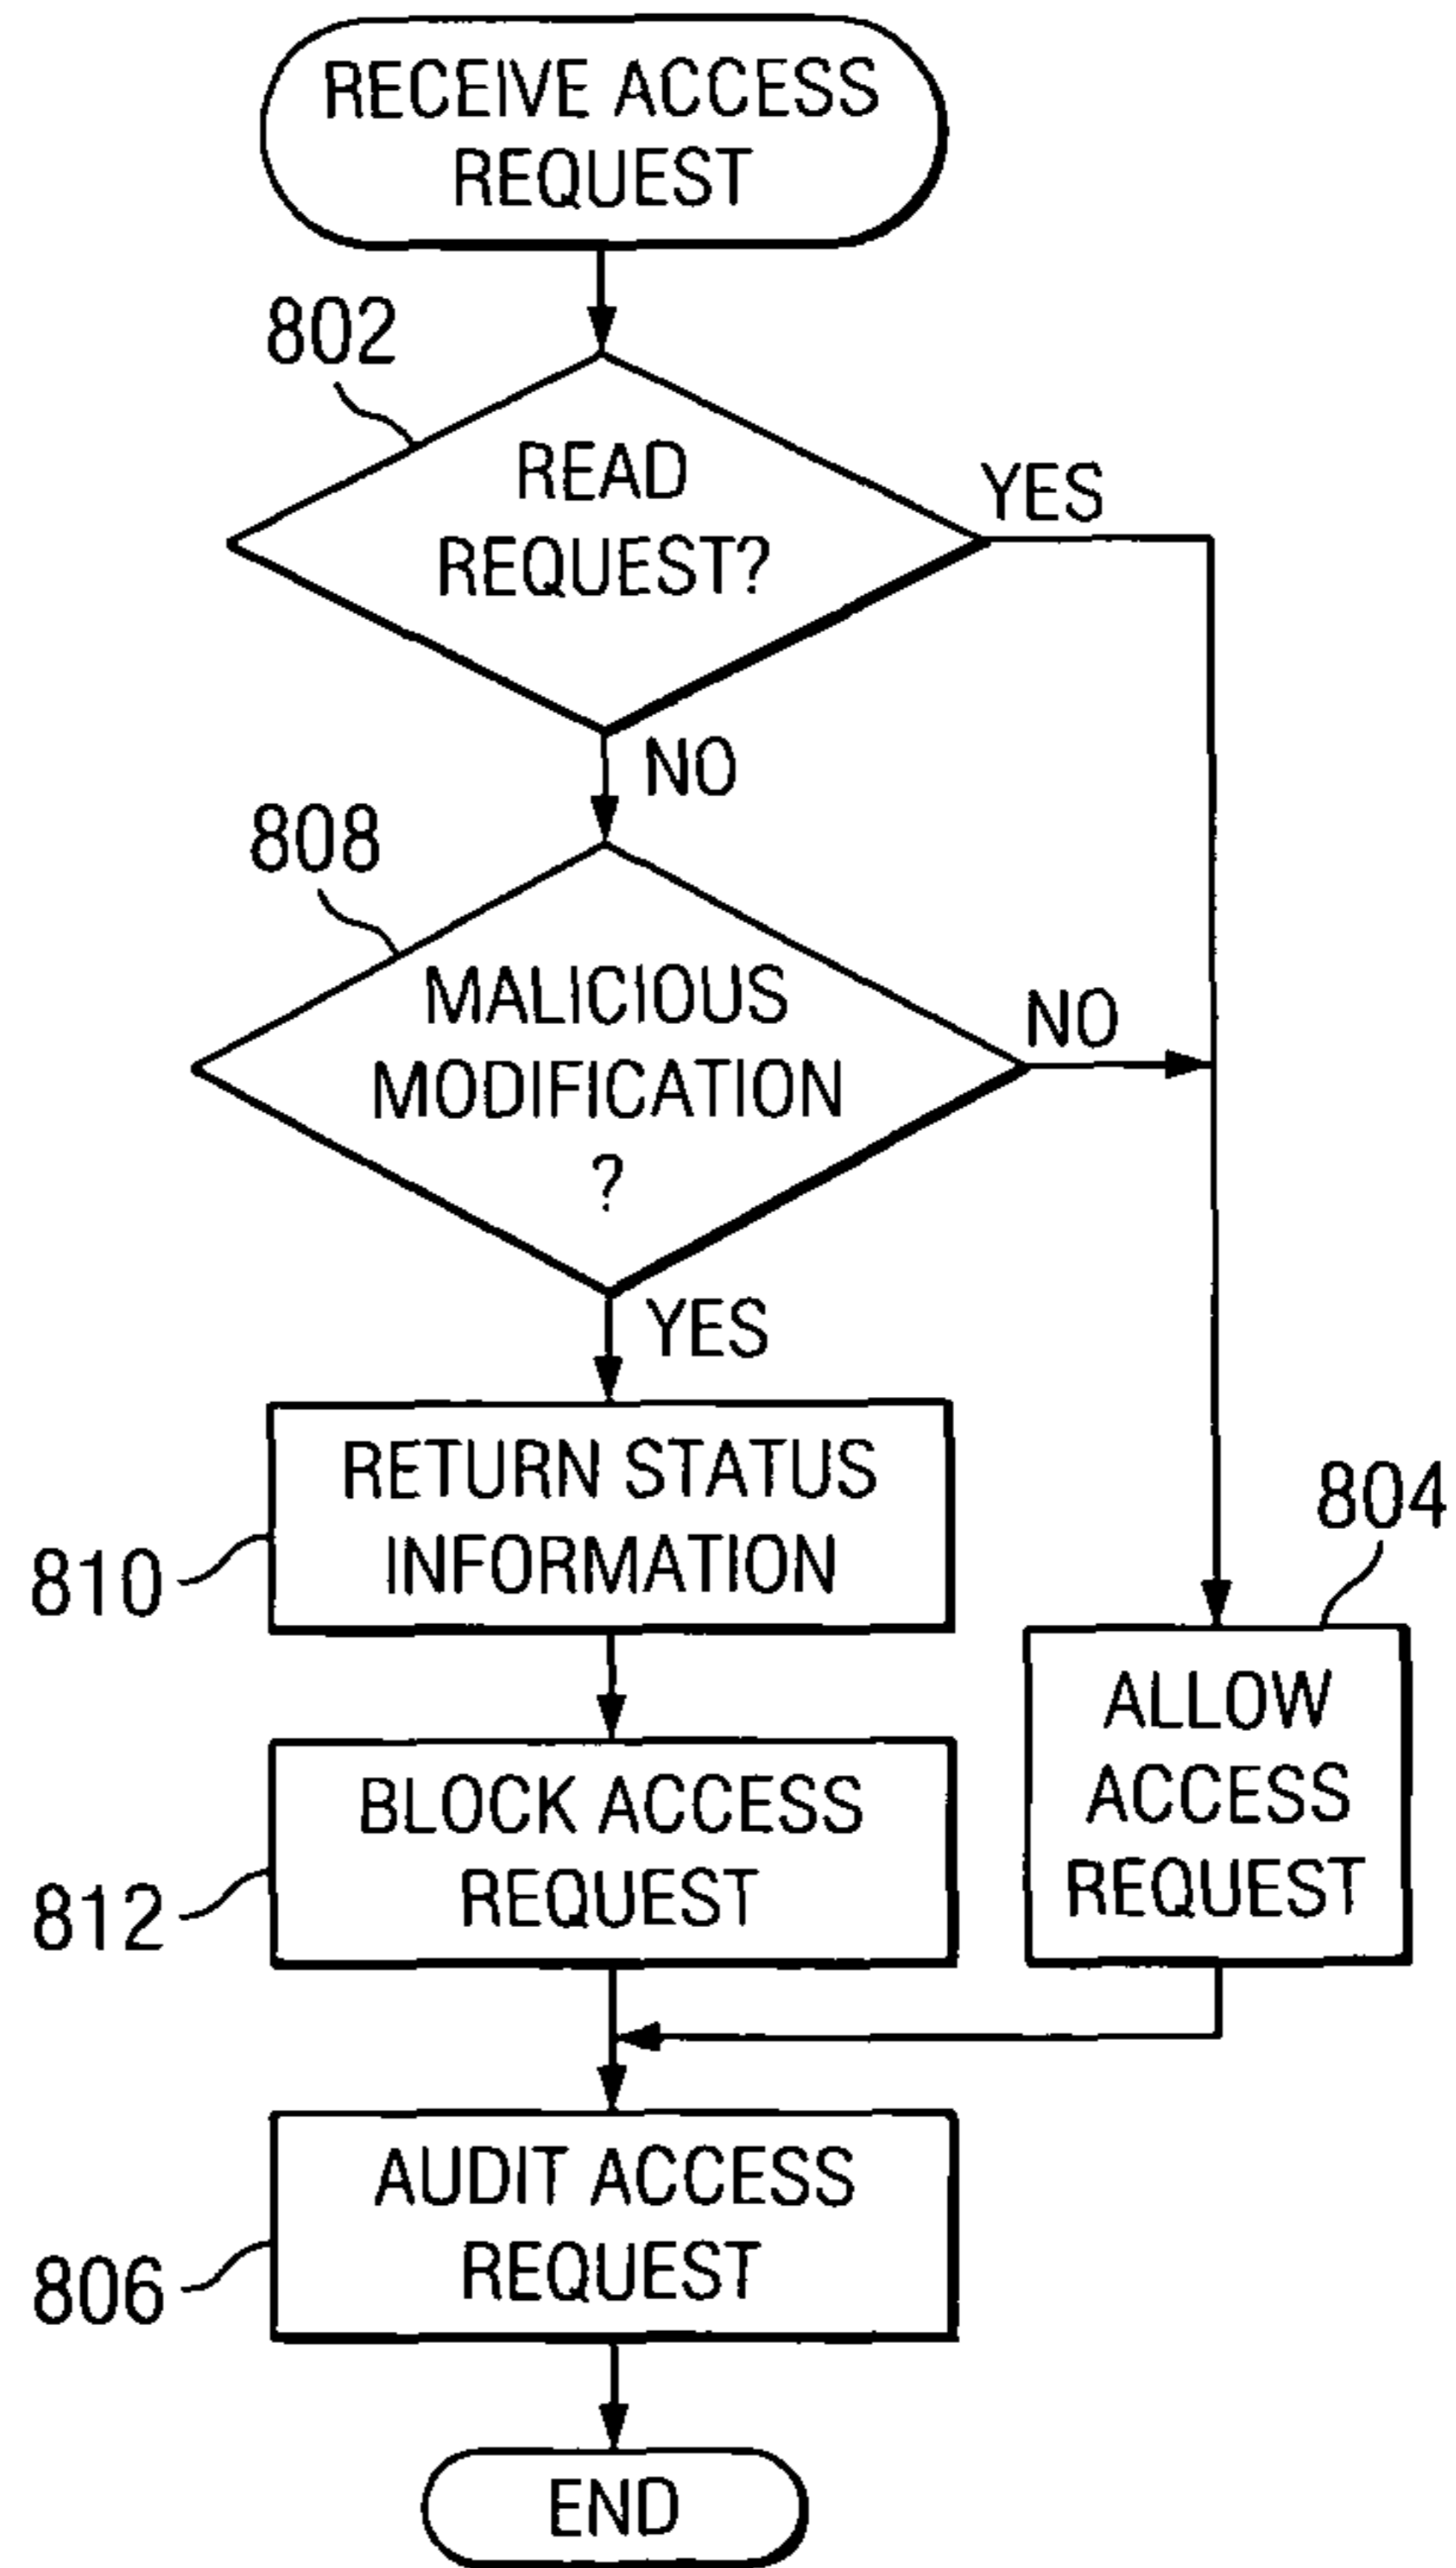 RECEIVE ACCESS
REQUEST
802
READ
REQUEST?
YES
NO
808
MALICIOUS
MODIFICATION
?
NO
YES
RETURN STATUS
INFORMATION
810
804
ALLOW
ACCESS
REQUEST
BLOCK ACCESS
REQUEST
812
AUDIT ACCESS
REQUEST
806
END